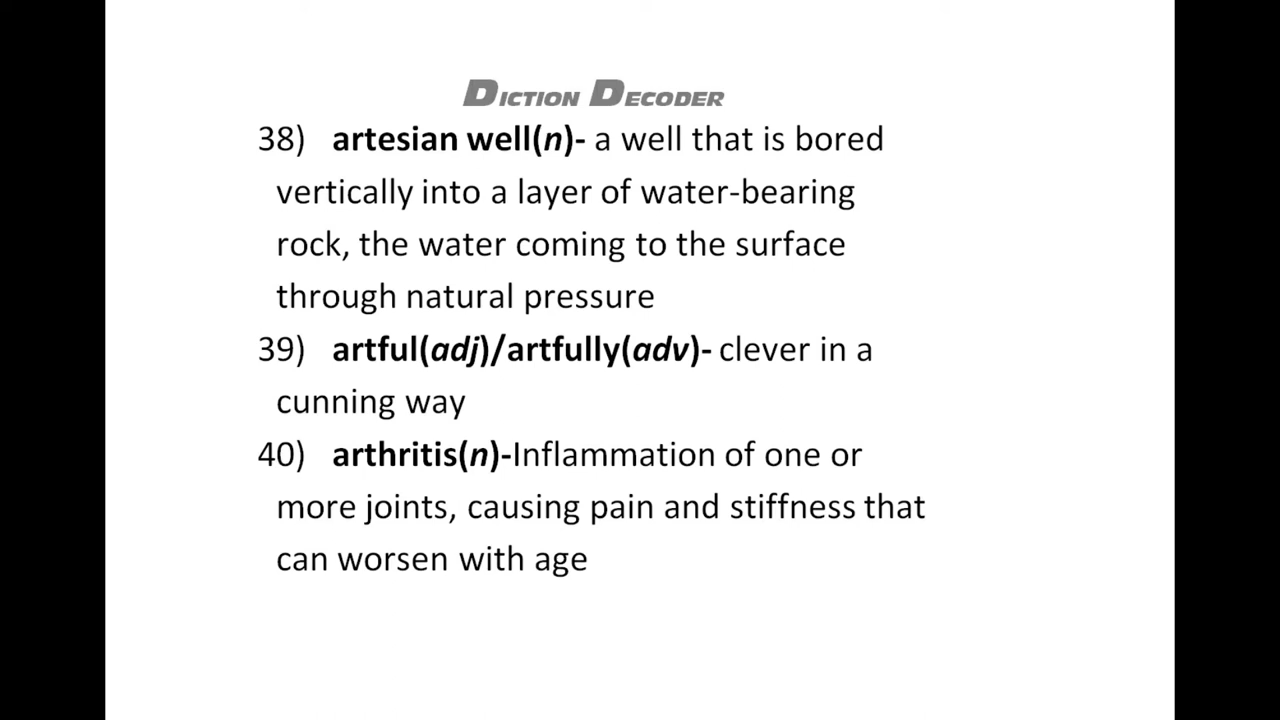 DICTION DECODER
38) artesian well(n)- a well that is bored
vertically into a layer of water-bearing
rock, the water coming to the surface
through natural pressure
39) artful(adj)/artfully(adv)- clever in a
cunning way
40) arthritis(n)-Inflammation of one or
more joints, causing pain and stiffness that
can worsen with age